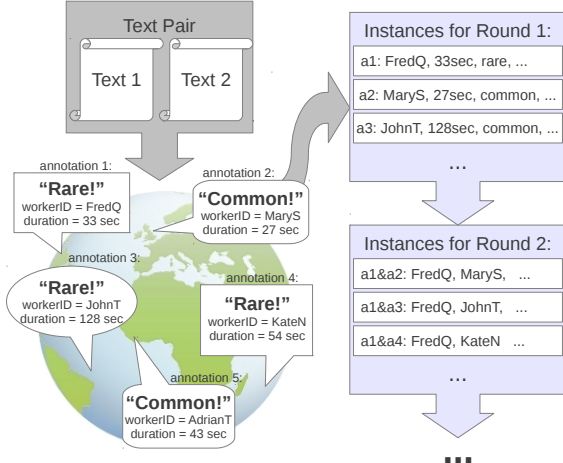 Text Pair
Text 1
Text 2
annotation 1:
“Rare!”
workerID = FredQ
duration = 33 sec
annotation 2:
“Common!”
workerID = MaryS
duration = 27 sec
annotation 3:
“Rare!”
workerID = JohnT
duration = 128 sec
annotation 4:
“Rare!”
workerID = KateN
duration = 54 sec
annotation 5:
“Common!”
workerID = AdrianT
duration = 43 sec
Instances for Round 1:
a1: FredQ, 33sec, rare, ...
a2: MaryS, 27sec, common, ...
a3: JohnT, 128sec, common, ...
...
Instances for Round 2:
a1&a2: FredQ, MaryS, ...
a1&a3: FredQ, JohnT, ...
a1&a4: FredQ, KateN ...
...
...